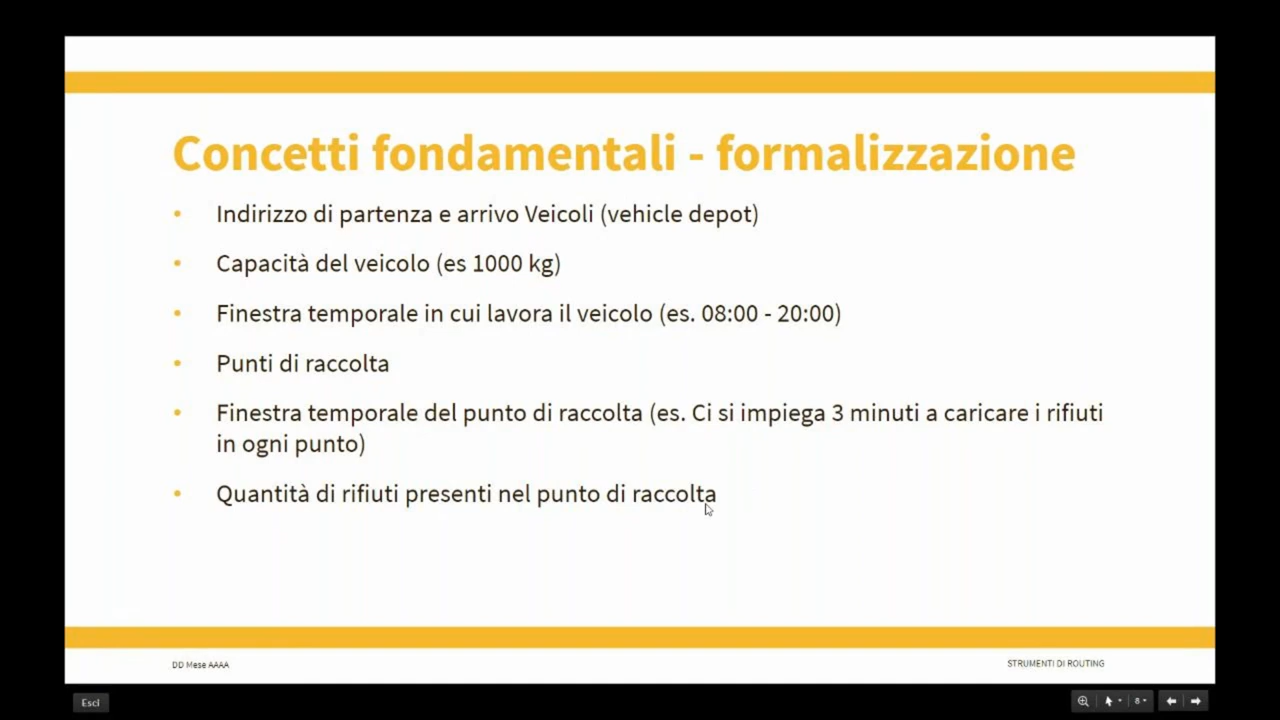 Concetti fondamentali - formalizzazione
• Indirizzo di partenza e arrivo Veicoli (vehicle depot)
• Capacità del veicolo (es 1000 kg)
• Finestra temporale in cui lavora il veicolo (es. 08:00 - 20:00)
• Punti di raccolta
• Finestra temporale del punto di raccolta (es. Ci si impiega 3 minuti a caricare i rifiuti
in ogni punto)
• Quantità di rifiuti presenti nel punto di raccolta
DD Mese AAAA
STRUMENTI DI ROUTING
Esci
8